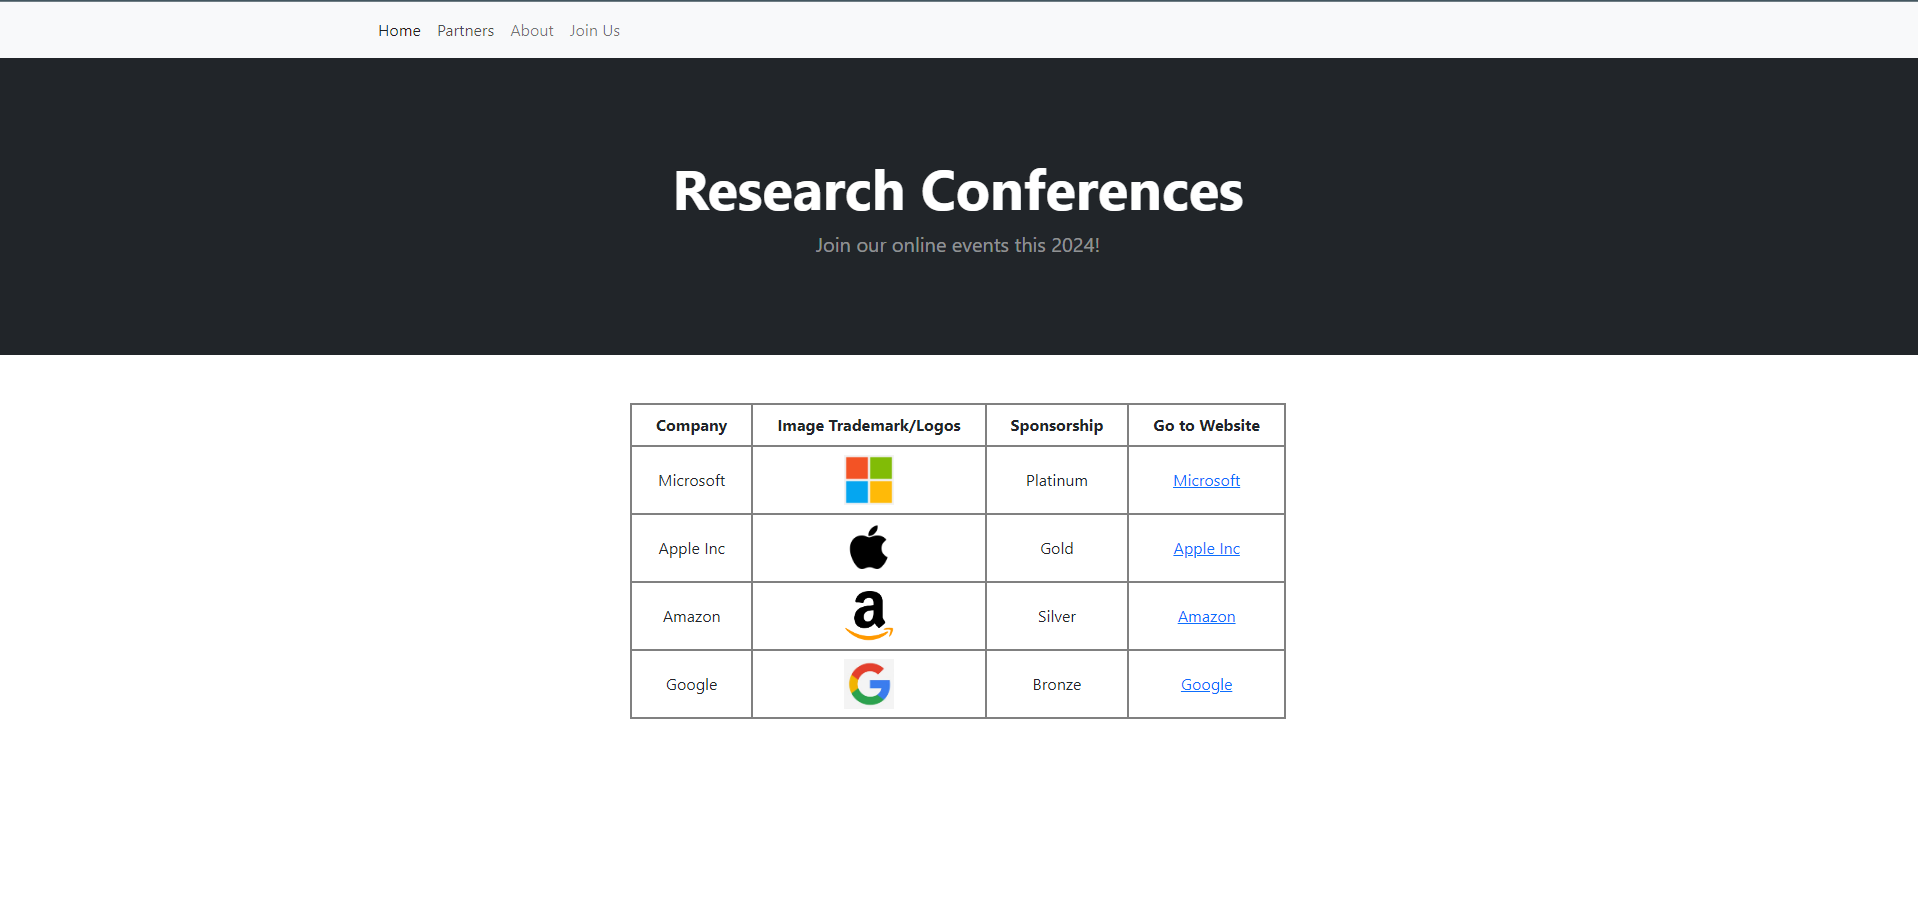 Home Partners About Join Us
Research Conferences
Join our online events this 2024!
Company Image Trademark/Logos Sponsorship Go to Website
Microsoft Platinum Microsoft
Apple Inc Gold Apple Inc
Amazon a Silver Amazon
Google G Bronze Google